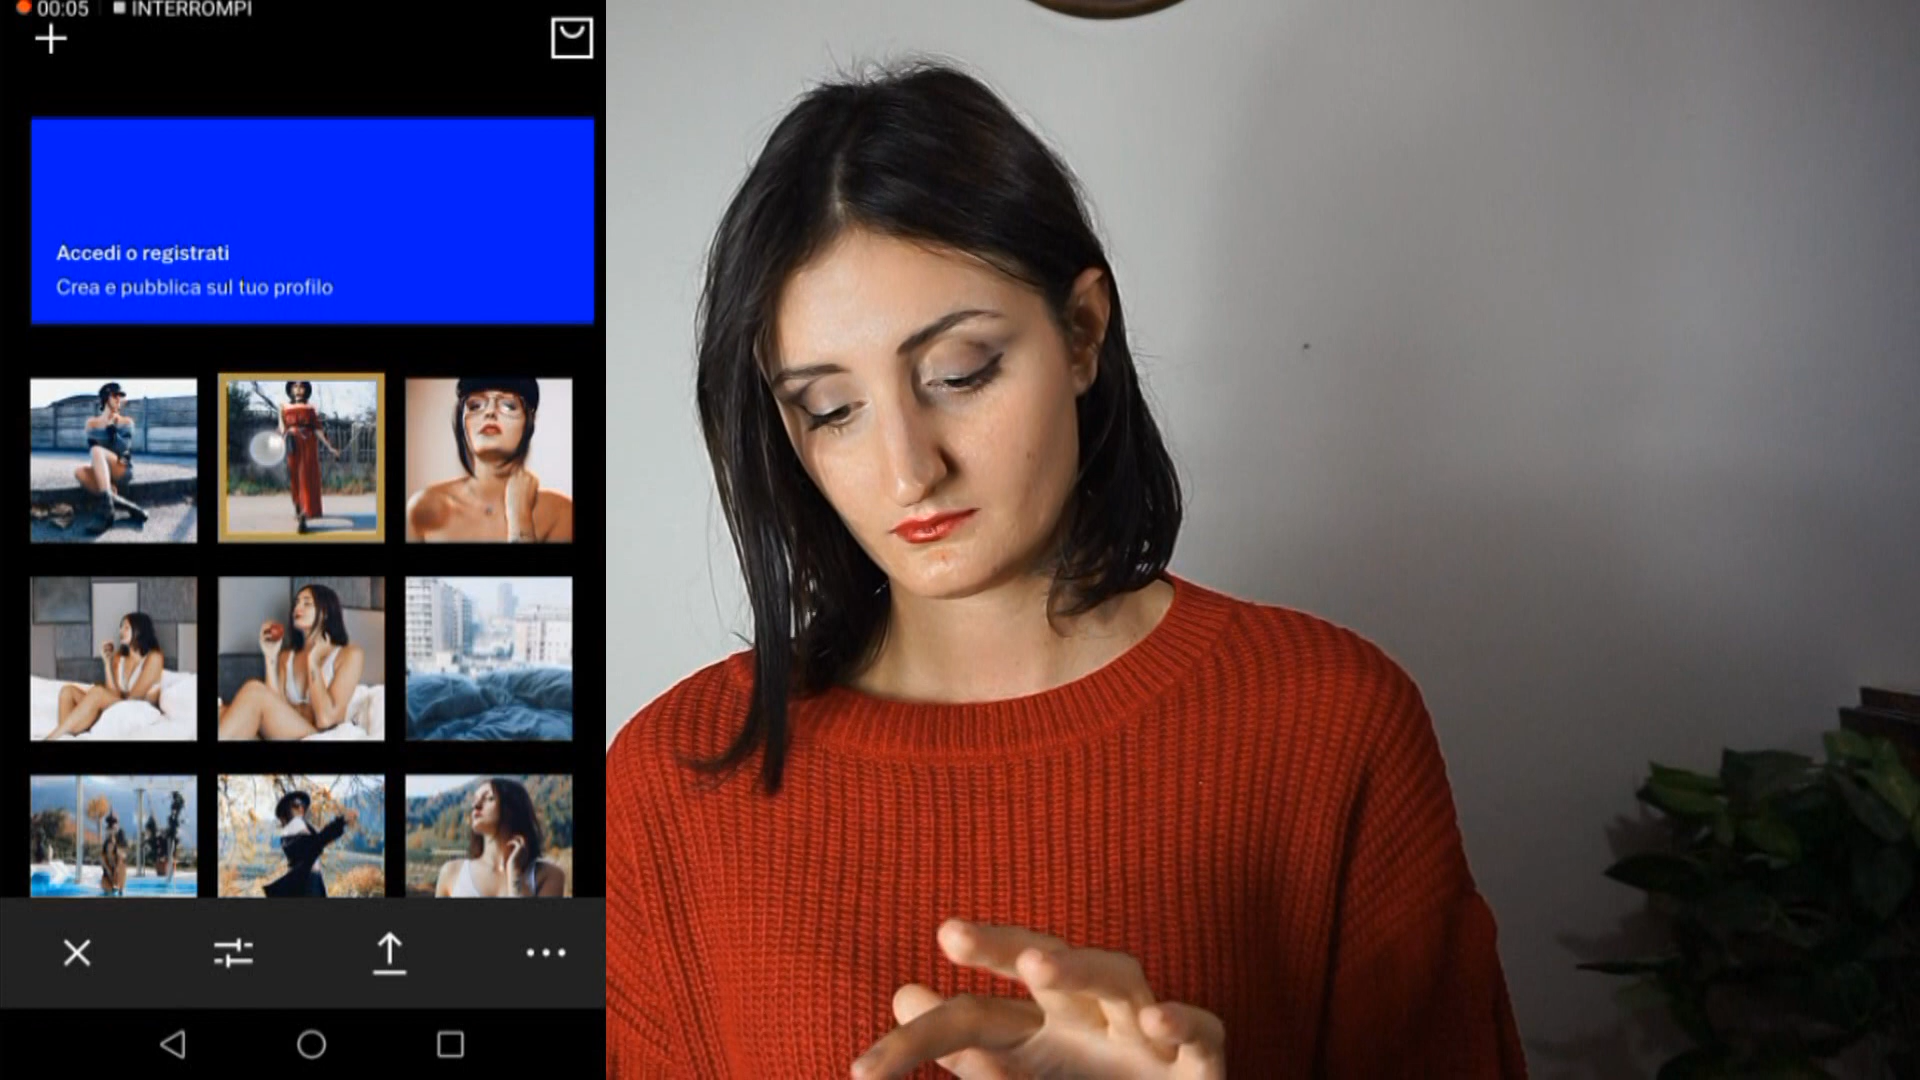 00:05
INTERROMPI
Accedi o registrati
Crea e pubblica sul tuo profilo